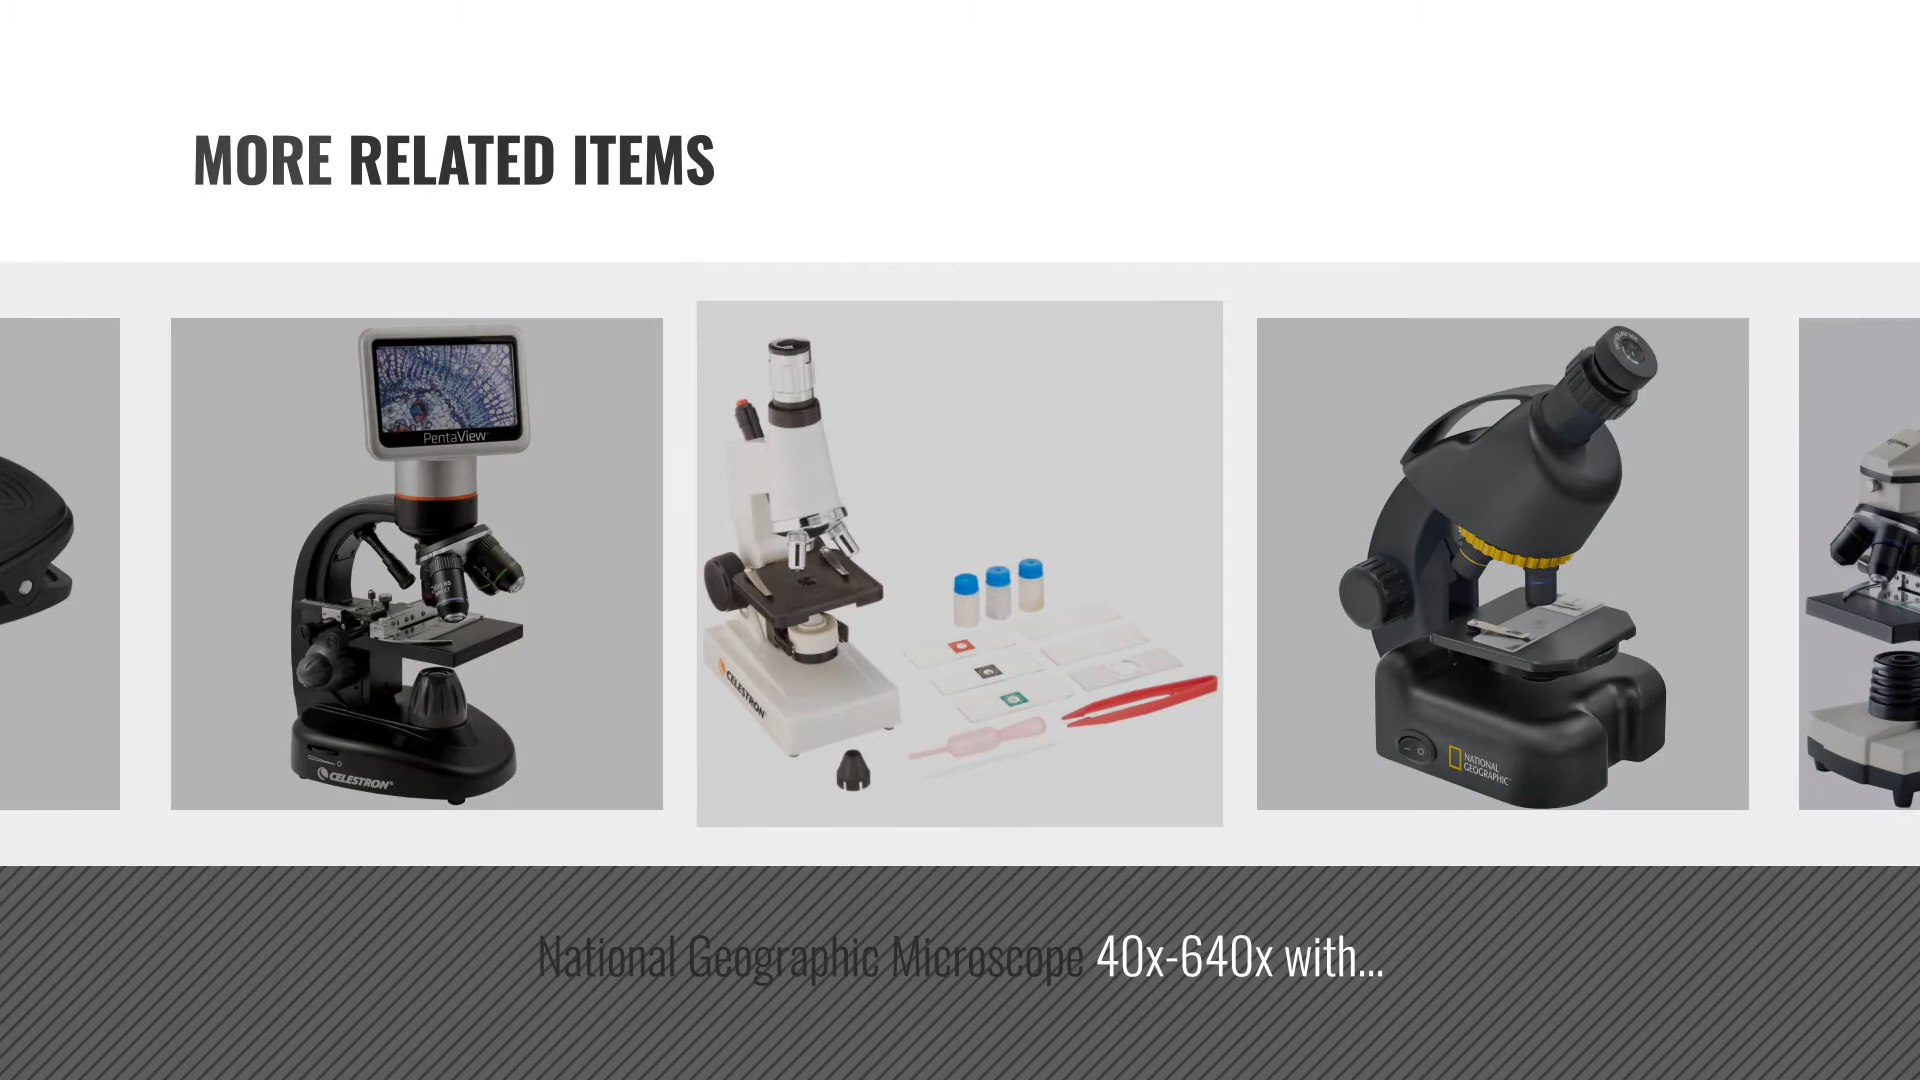 MORE RELATED ITEMS
PentaView
CELESTRON
CELESTRON
NATIONAL
GEOGRAPHIC
National Geographic Microscope 40x-640x with...